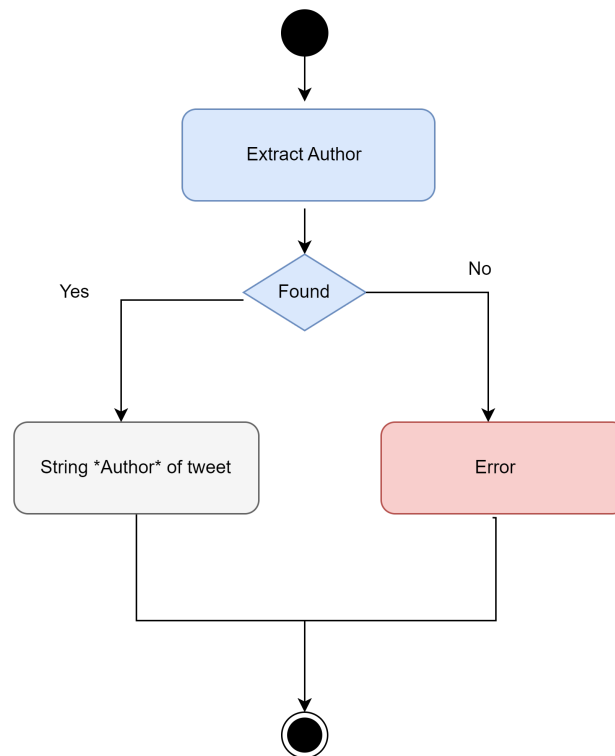 Extract Author
Found
Yes
No
String *Author* of tweet
Error